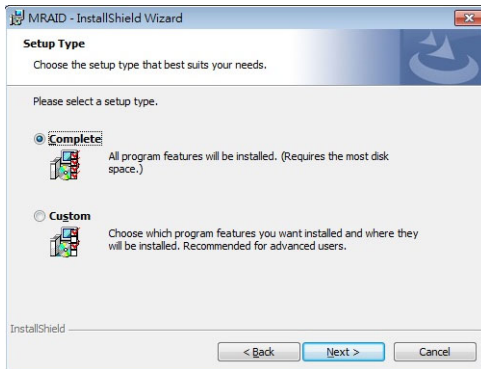 MRAID - InstallShield Wizard
Setup Type
Choose the setup type that best suits your needs.
Please select a setup type.
Complete
All program features will be installed. (Requires the most disk
space.)
Custom
Choose which program features you want installed and where they
will be installed. Recommended for advanced users.
InstallShield
< Back
Next >
Cancel